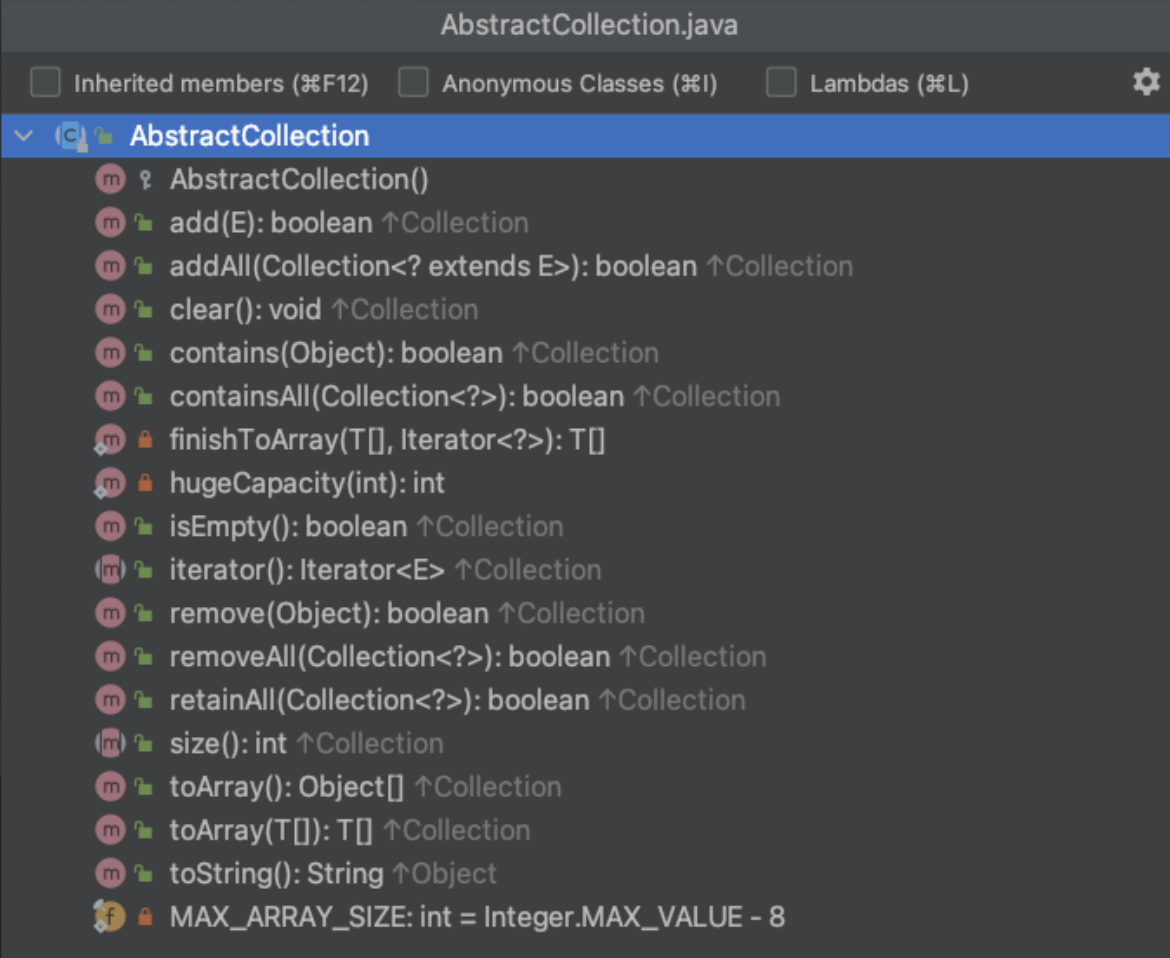 AbstractCollection.java
Inherited members (⌘F12) Anonymous Classes (⌘I) Lambdas (⌘L)
AbstractCollection
AbstractCollection()
add(E): boolean ↑Collection
addAll(Collection<? extends E>): boolean ↑Collection
clear(): void ↑Collection
contains(Object): boolean ↑Collection
containsAll(Collection<?>): boolean ↑Collection
finishToArray(T[], Iterator<?>): T[]
hugeCapacity(int): int
isEmpty(): boolean ↑Collection
iterator(): Iterator<E> ↑Collection
remove(Object): boolean ↑Collection
removeAll(Collection<?>): boolean ↑Collection
retainAll(Collection<?>): boolean ↑Collection
size(): int ↑Collection
toArray(): Object[] ↑Collection
toArray(T[]): T[] ↑Collection
toString(): String ↑Object
MAX_ARRAY_SIZE: int = Integer.MAX_VALUE - 8